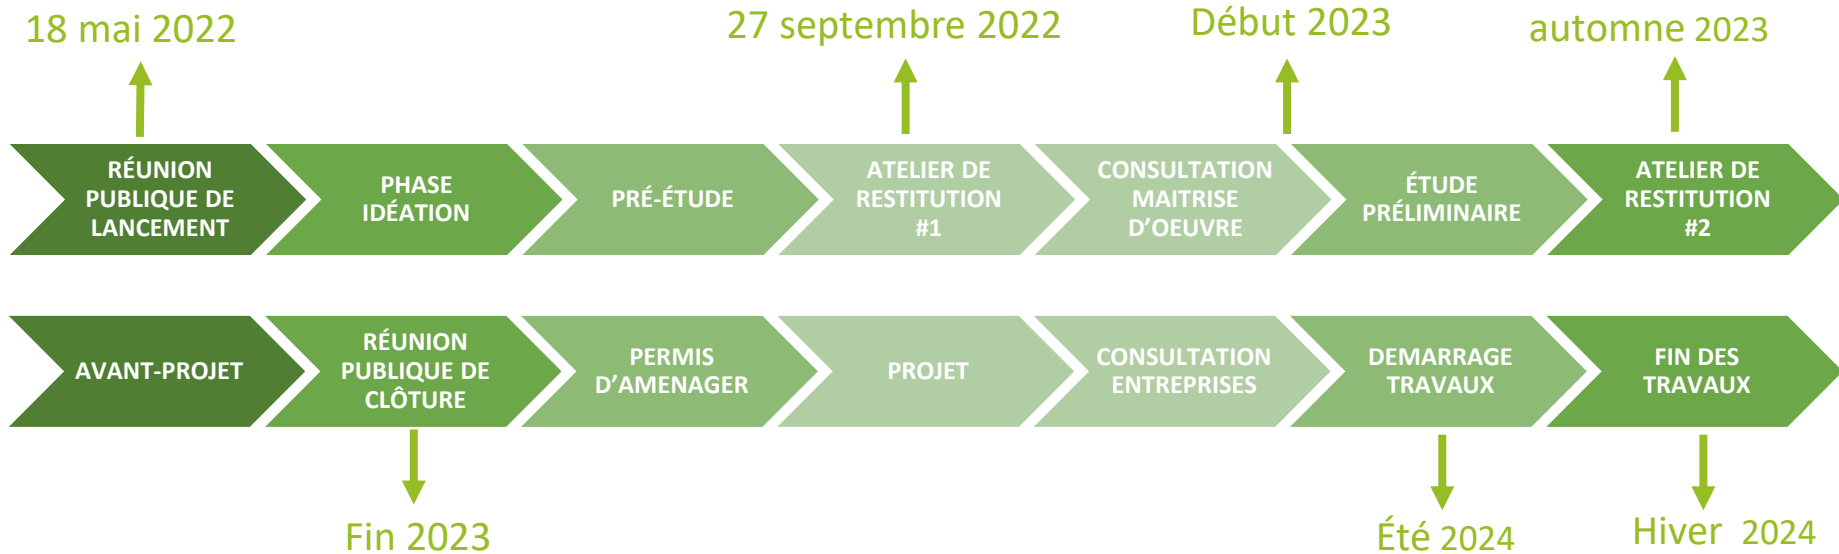 18 mai 2022
27 septembre 2022
Début 2023
automne 2023
RÉUNION
PUBLIQUE DE
LANCEMENT
PHASE
IDÉATION
PRÉ-ÉTUDE
ATELIER DE
RESTITUTION
#1
CONSULTATION
MAITRISE
D'OEUVRE
ÉTUDE
PRÉLIMINAIRE
ATELIER DE
RESTITUTION
#2
AVANT-PROJET
RÉUNION
PUBLIQUE DE
CLÔTURE
PERMIS
D'AMENAGER
PROJET
CONSULTATION
ENTREPRISES
DEMARRAGE
TRAVAUX
FIN DES
TRAVAUX
Fin 2023
Été 2024
Hiver 2024